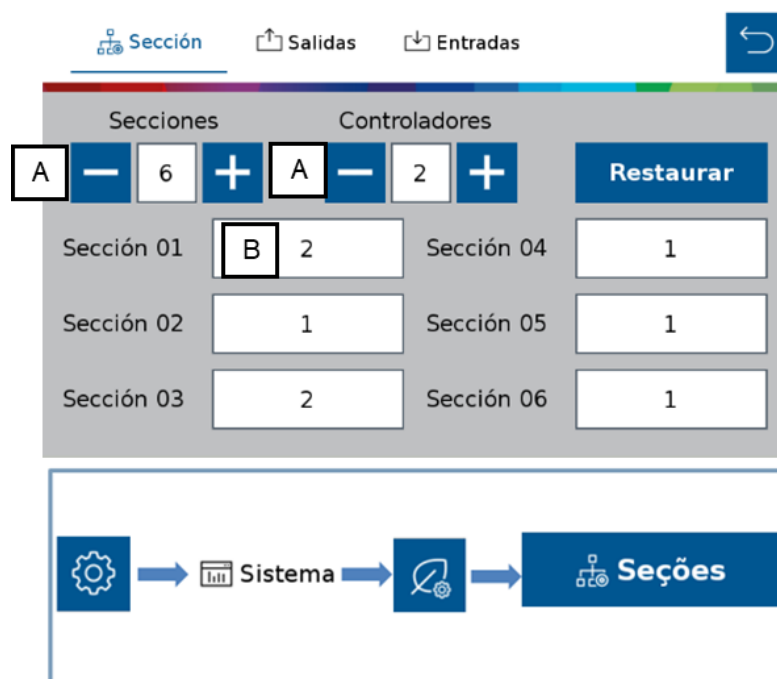 Sección Salidas Entradas
Secciones Controladores
A − 6 + A − 2 + Restaurar
Sección 01 B 2 Sección 04 1
Sección 02 1 Sección 05 1
Sección 03 2 Sección 06 1
Sistema Seções